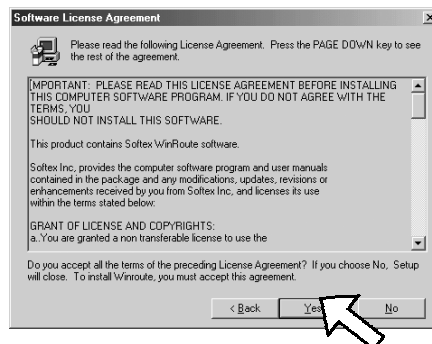 Software License Agreement
Please read the following License Agreement. Press the PAGE DOWN key to see
the rest of the agreement.
IMPORTANT: PLEASE READ THIS LICENSE AGREEMENT BEFORE INSTALLING
THIS COMPUTER SOFTWARE PROGRAM. IF YOU DO NOT AGREE WITH THE
TERMS, YOU
SHOULD NOT INSTALL THIS SOFTWARE.
This product contains Softex WinRoute software.
Softex Inc, provides the computer software program and user manuals
contained in the package and any modifications, updates, revisions or
enhancements received by you from Softex Inc, and licenses its use
within the terms stated below:
GRANT OF LICENSE AND COPYRIGHTS:
a..You are granted a non transferable license to use the
Do you accept all the terms of the preceding License Agreement? If you choose No, Setup
will close. To install Winroute, you must accept this agreement.
< Back Yes No